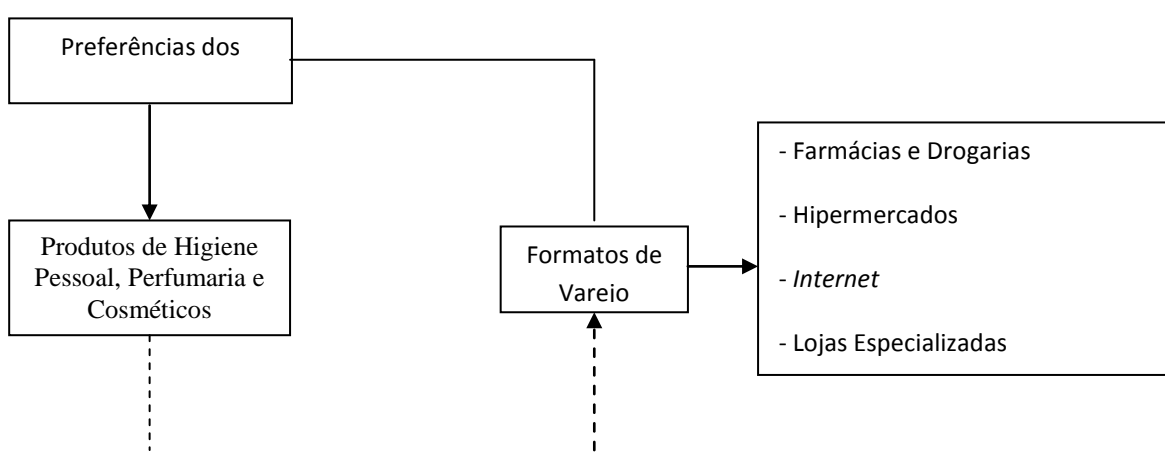 Preferências dos
Produtos de Higiene
Pessoal, Perfumaria e
Cosméticos
Formatos de
Varejo
- Farmácias e Drogarias
- Hipermercados
- Internet
- Lojas Especializadas